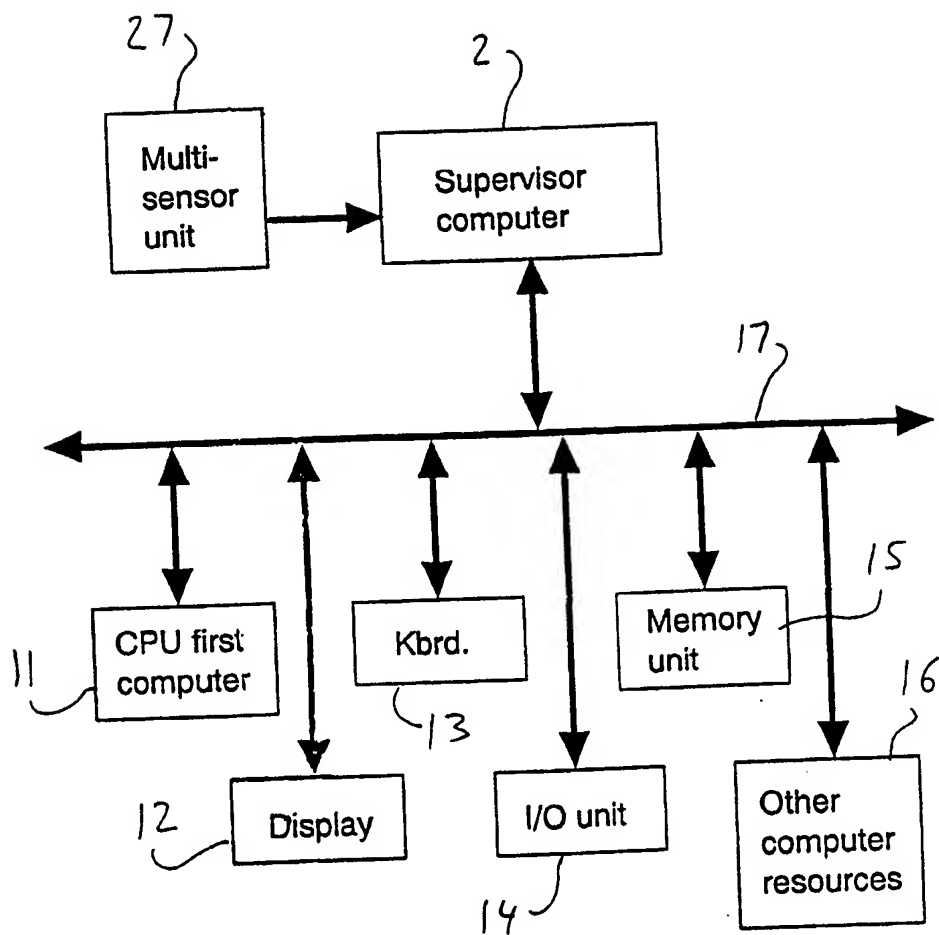 27
2
Multi-
sensor
unit
Supervisor
computer
17
15
CPU first
computer
Kbrd.
Memory
unit
11
13
16
12
Display
I/O unit
Other
computer
resources
14